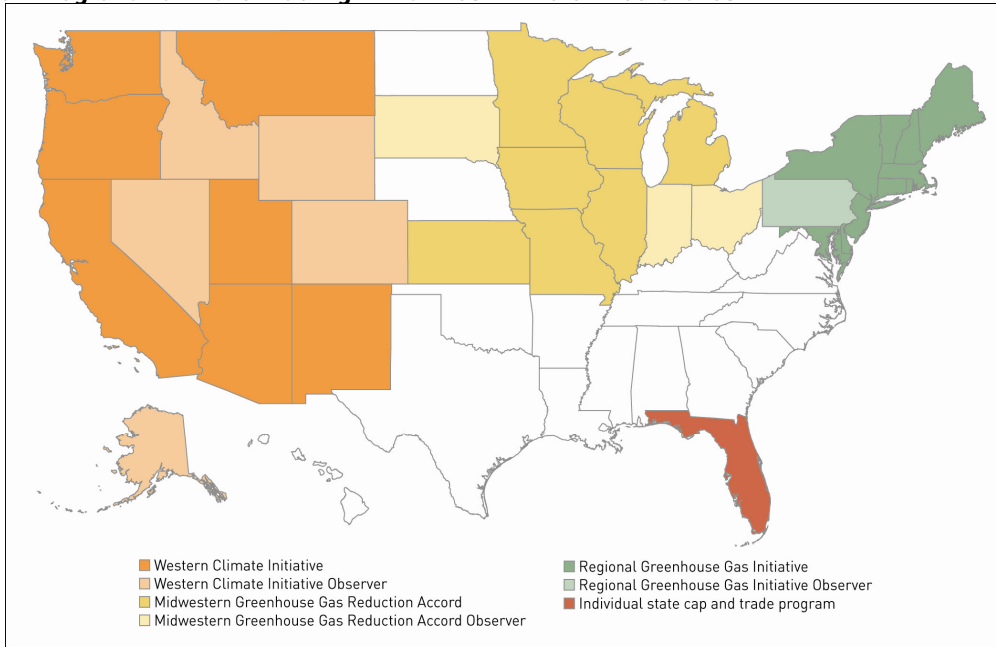 Western Climate Initiative
Western Climate Initiative Observer
Midwestern Greenhouse Gas Reduction Accord
Midwestern Greenhouse Gas Reduction Accord Observer
Regional Greenhouse Gas Initiative
Regional Greenhouse Gas Initiative Observer
Individual state cap and trade program